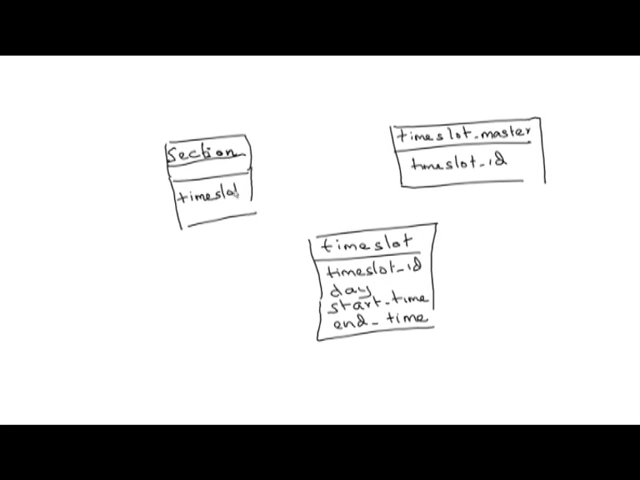 Section
timeslot
timeslot_master
timeslot_id
timeslot
timeslot_id
day
start_time
end_time